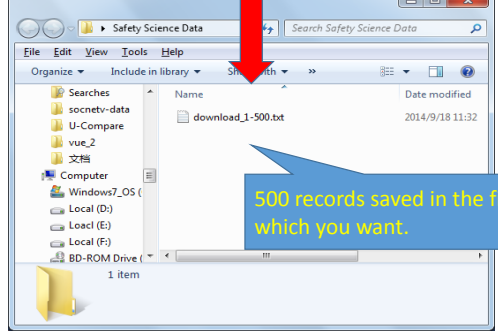 Safety Science Data
Search Safety Science Data
File Edit View Tools Help
Organize Include in library Share with »
Searches
socnetv-data
U-Compare
vue_2
文档
Computer
Windows7_OS (
Local (D:)
Loacl (E:)
Local (F:)
BD-ROM Drive (
Name Date modified
download_1-500.txt 2014/9/18 11:32
500 records saved in the f
which you want.
1 item